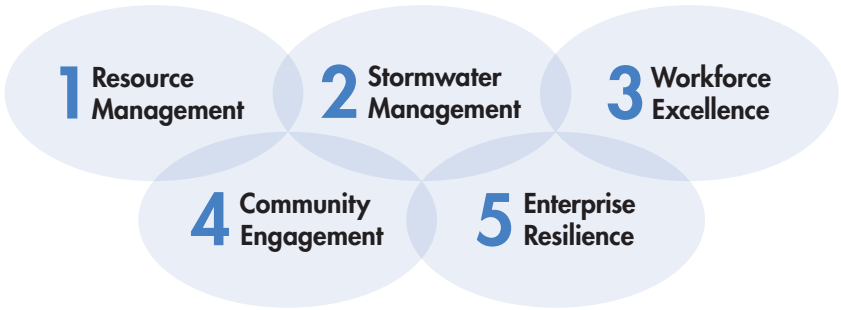 1 Resource
Management
2 Stormwater
Management
3 Workforce
Excellence
4 Community
Engagement
5 Enterprise
Resilience